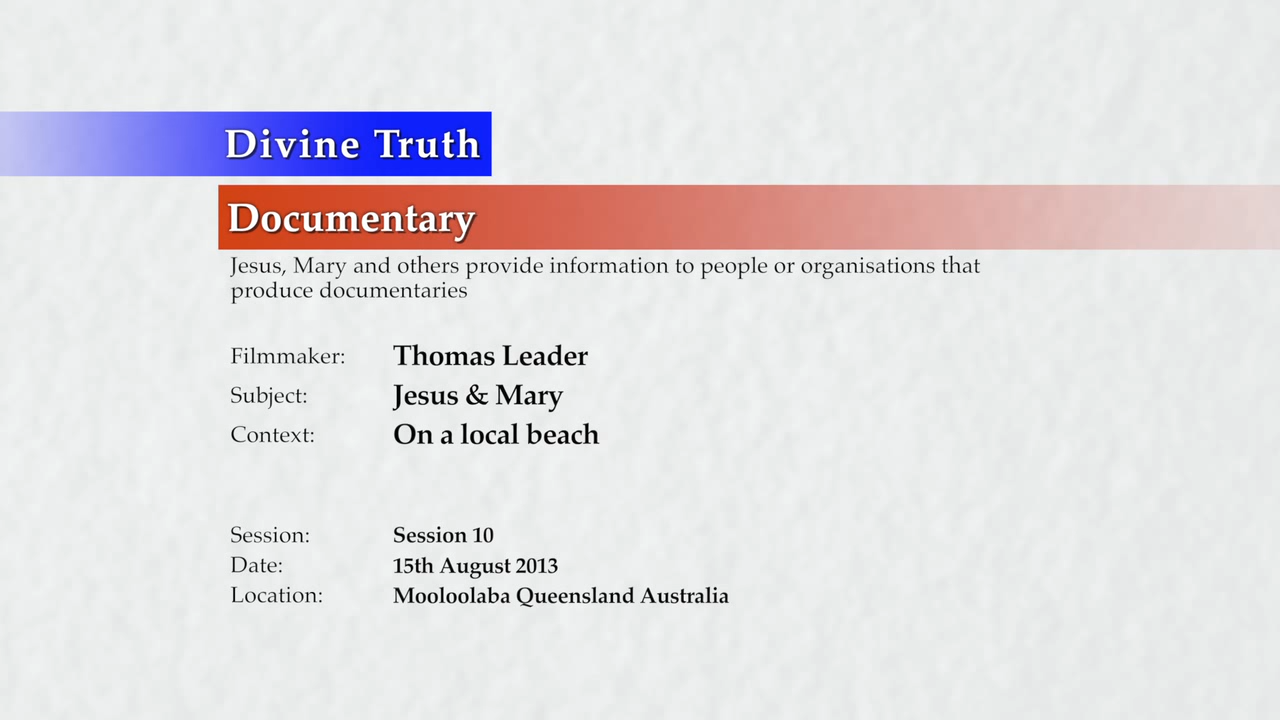 Divine Truth
Documentary
Jesus, Mary and others provide information to people or organisations that
produce documentaries
Filmmaker: Thomas Leader
Subject: Jesus & Mary
Context: On a local beach
Session: Session 10
Date: 15th August 2013
Location: Mooloolaba Queensland Australia